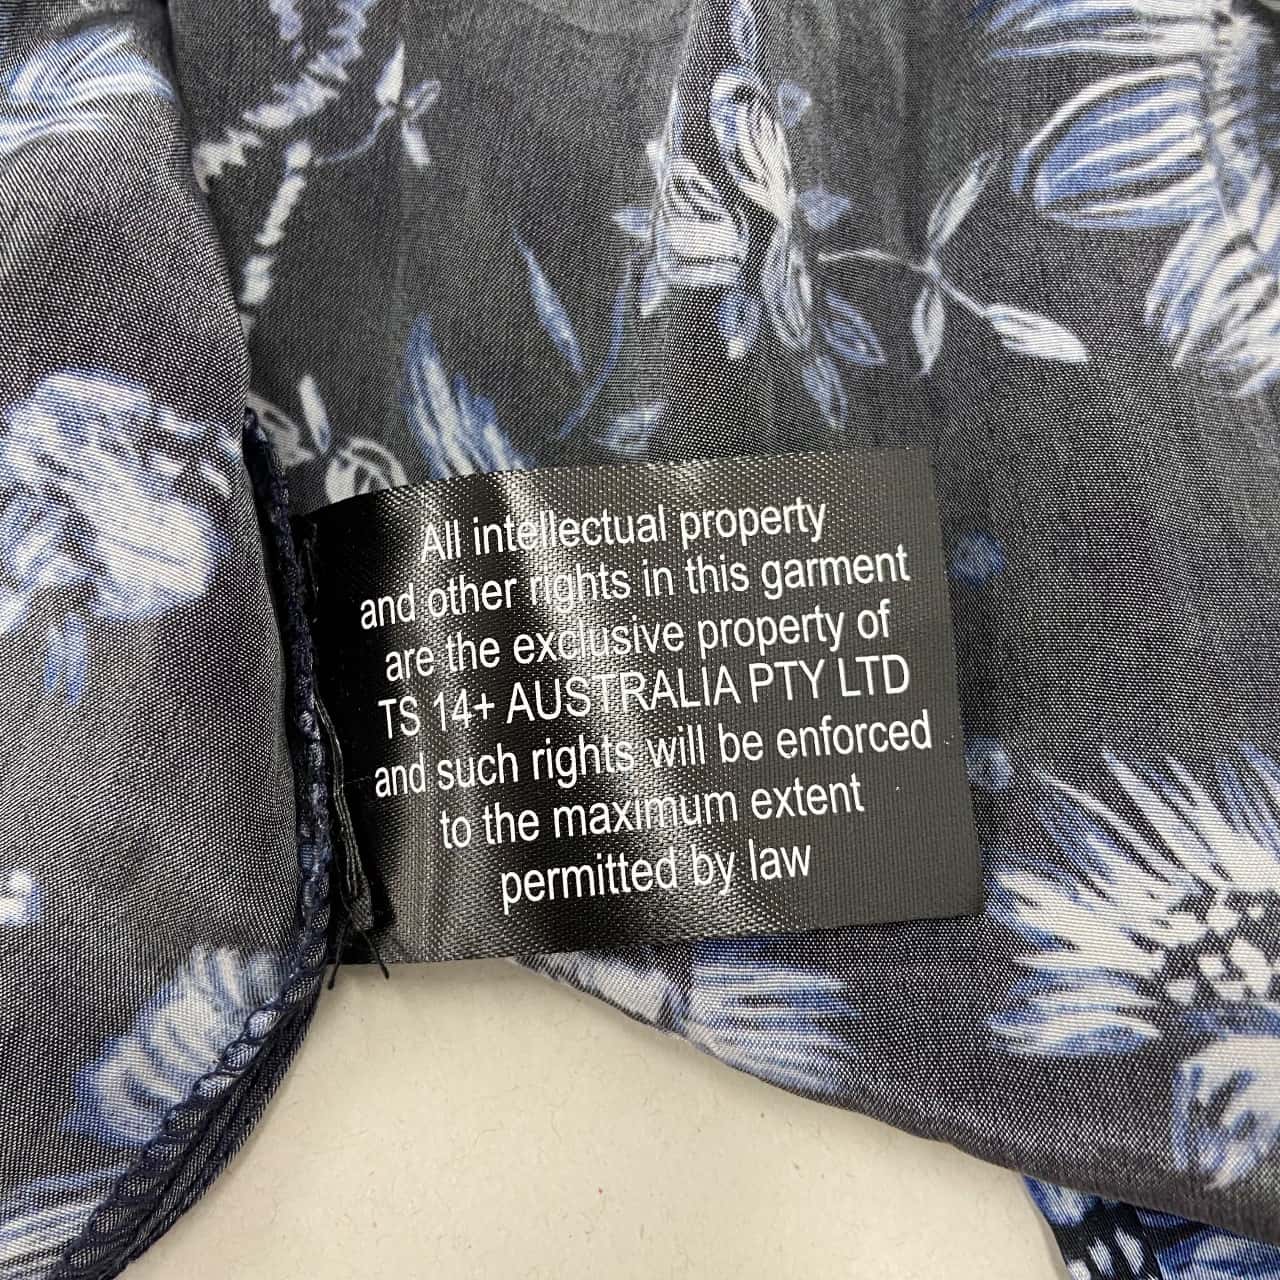 All intellectual property
and other rights in this garment
are the exclusive property of
TS 14+ AUSTRALIA PTY LTD
and such rights will be enforced
to the maximum extent
permitted by law